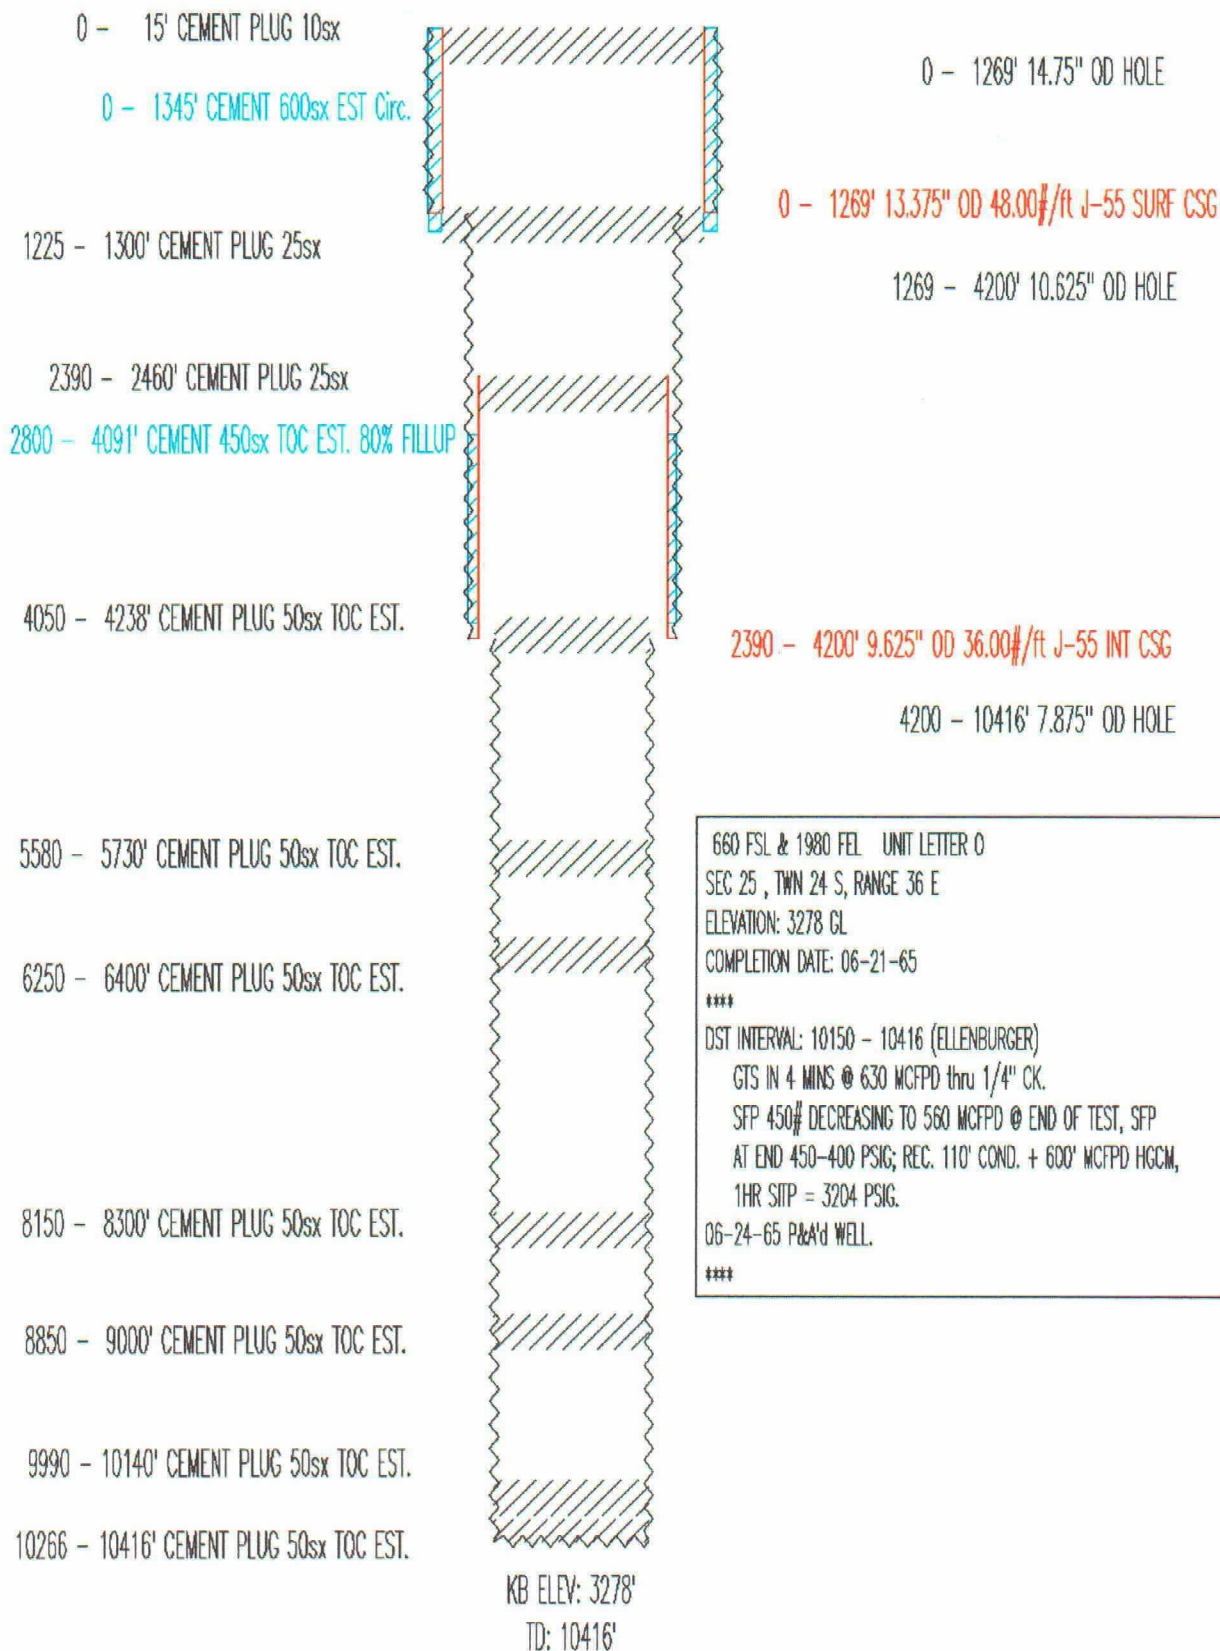 0 - 15' CEMENT PLUG 10sx
0 - 1345' CEMENT 600sx EST Circ.
1225 - 1300' CEMENT PLUG 25sx
2390 - 2460' CEMENT PLUG 25sx
2800 - 4091' CEMENT 450sx TOC EST. 80% FILLUP
4050 - 4238' CEMENT PLUG 50sx TOC EST.
5580 - 5730' CEMENT PLUG 50sx TOC EST.
6250 - 6400' CEMENT PLUG 50sx TOC EST.
8150 - 8300' CEMENT PLUG 50sx TOC EST.
8850 - 9000' CEMENT PLUG 50sx TOC EST.
9990 - 10140' CEMENT PLUG 50sx TOC EST.
10266 - 10416' CEMENT PLUG 50sx TOC EST.
0 - 1269' 14.75" OD HOLE
0 - 1269' 13.375" OD 48.00#/ft J-55 SURF CSG
1269 - 4200' 10.625" OD HOLE
2390 - 4200' 9.625" OD 36.00#/ft J-55 INT CSG
4200 - 10416' 7.875" OD HOLE
660 FSL & 1980 FEL UNIT LETTER O
SEC 25 , TWN 24 S, RANGE 36 E
ELEVATION: 3278 GL
COMPLETION DATE: 06-21-65
****
DST INTERVAL: 10150 - 10416 (ELLENBURGER)
GTS IN 4 MINS @ 630 MCFPD thru 1/4" CK.
SFP 450# DECREASING TO 560 MCFPD @ END OF TEST, SFP
AT END 450-400 PSIG; REC. 110' COND. + 600' MCFPD HGCM,
1HR SITP = 3204 PSIG.
06-24-65 P&A'd WELL.
****
KB ELEV: 3278'
TD: 10416'